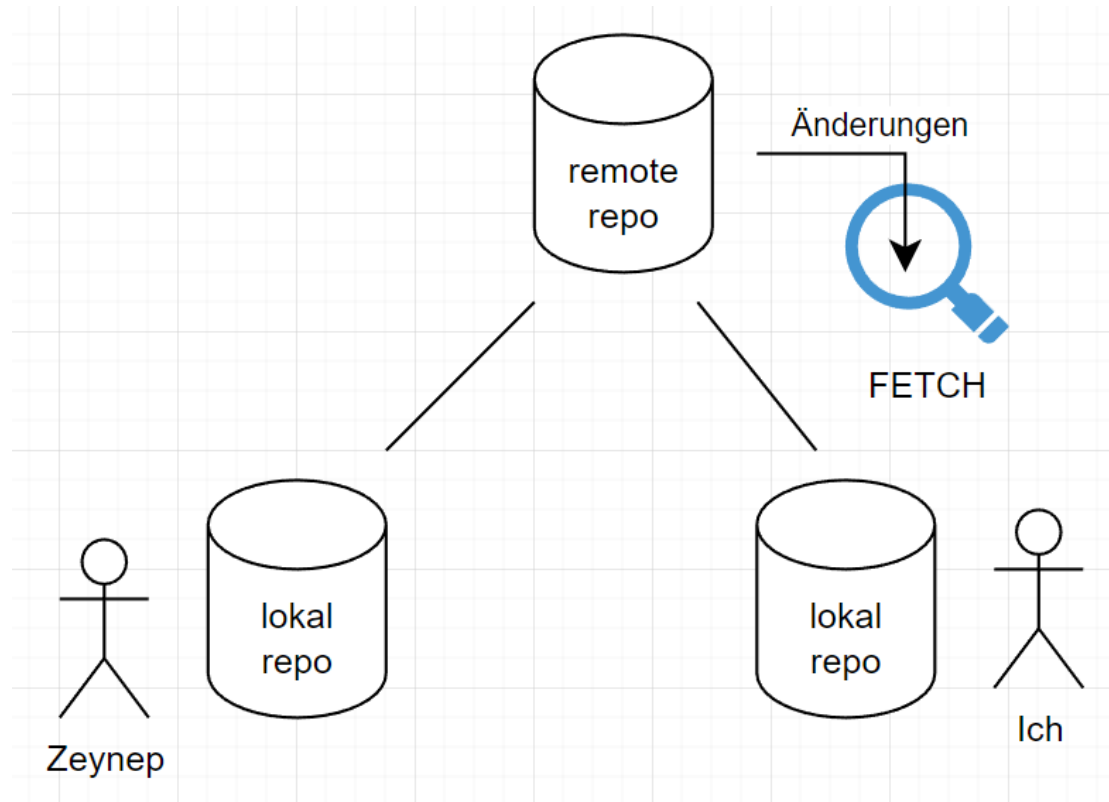 Änderungen
remote
repo
FETCH
lokal
repo
lokal
repo
Zeynep
Ich